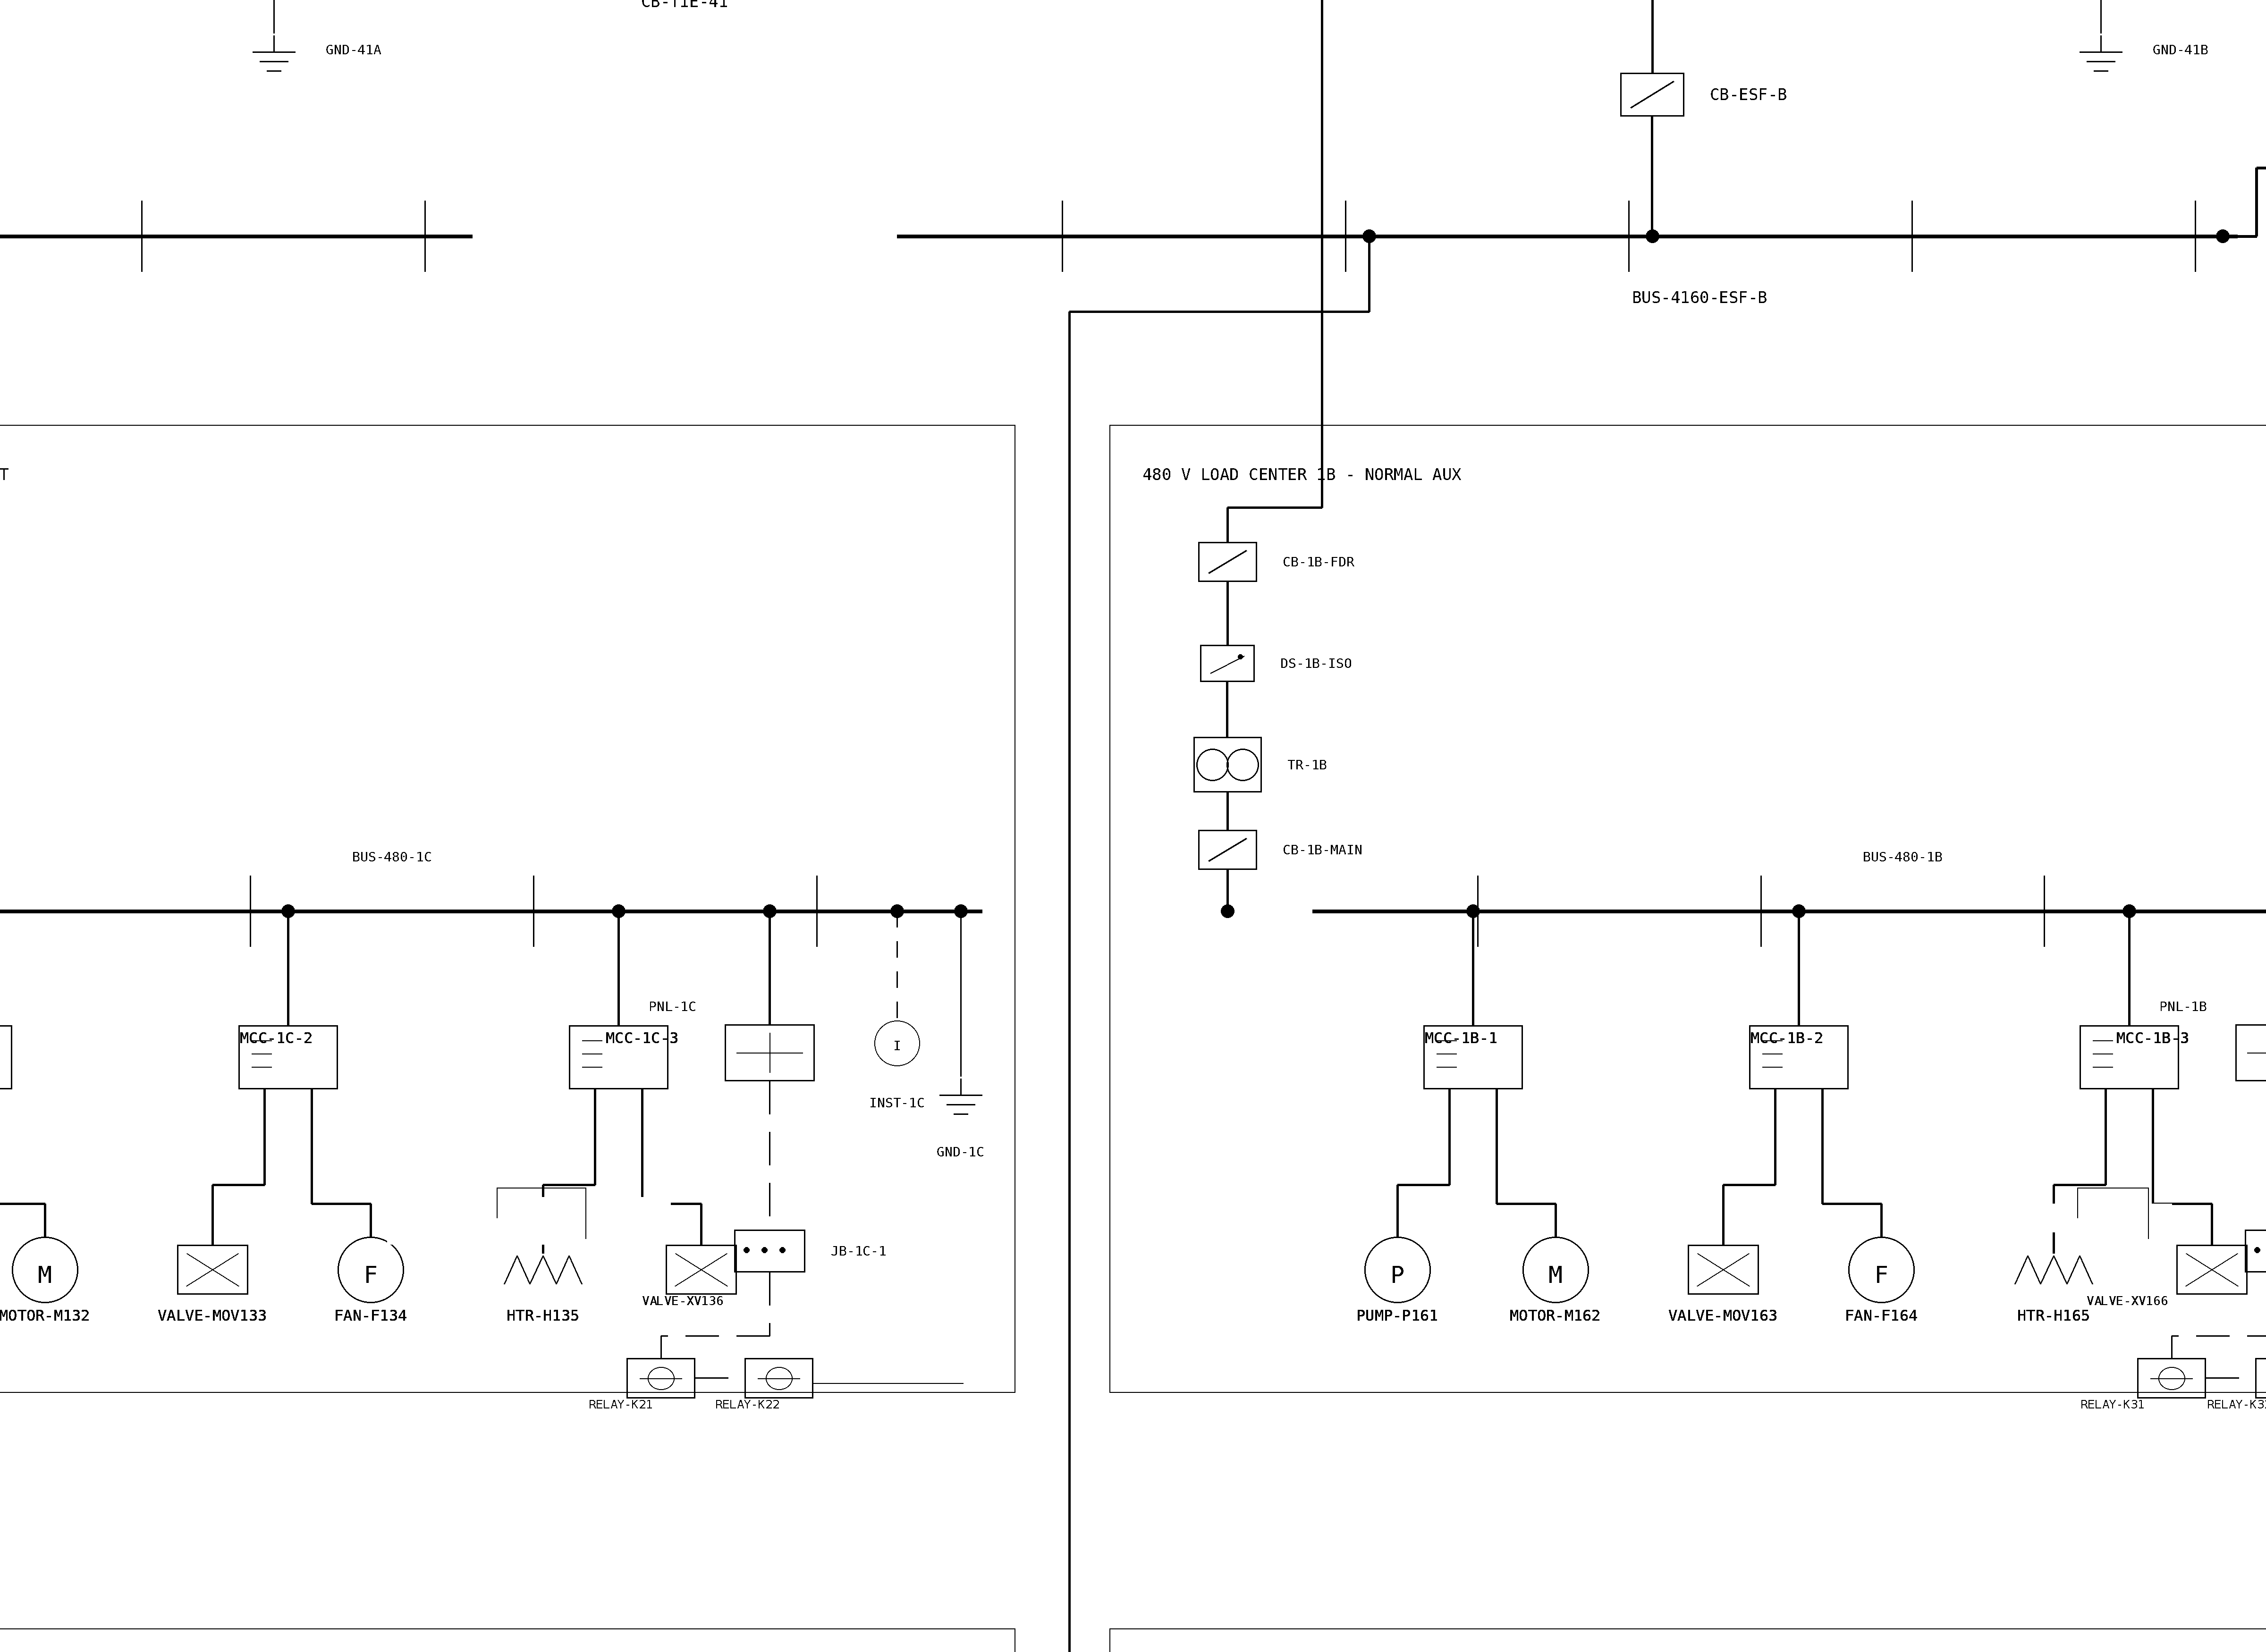 CB-TIE-41
GND-41A
GND-41B
CB-ESF-B
BUS-4160-ESF-B
T
480 V LOAD CENTER 1B - NORMAL AUX
CB-1B-FDR
DS-1B-ISO
TR-1B
CB-1B-MAIN
BUS-480-1C
BUS-480-1B
PNL-1C
PNL-1B
MCC-1C-2
MCC-1C-3
I
MCC-1B-1
MCC-1B-2
MCC-1B-3
INST-1C
GND-1C
JB-1C-1
M
F
P
M
F
VALVE-XV136
VALVE-XV166
MOTOR-M132
VALVE-MOV133
FAN-F134
HTR-H135
PUMP-P161
MOTOR-M162
VALVE-MOV163
FAN-F164
HTR-H165
RELAY-K21
RELAY-K22
RELAY-K31
RELAY-K3